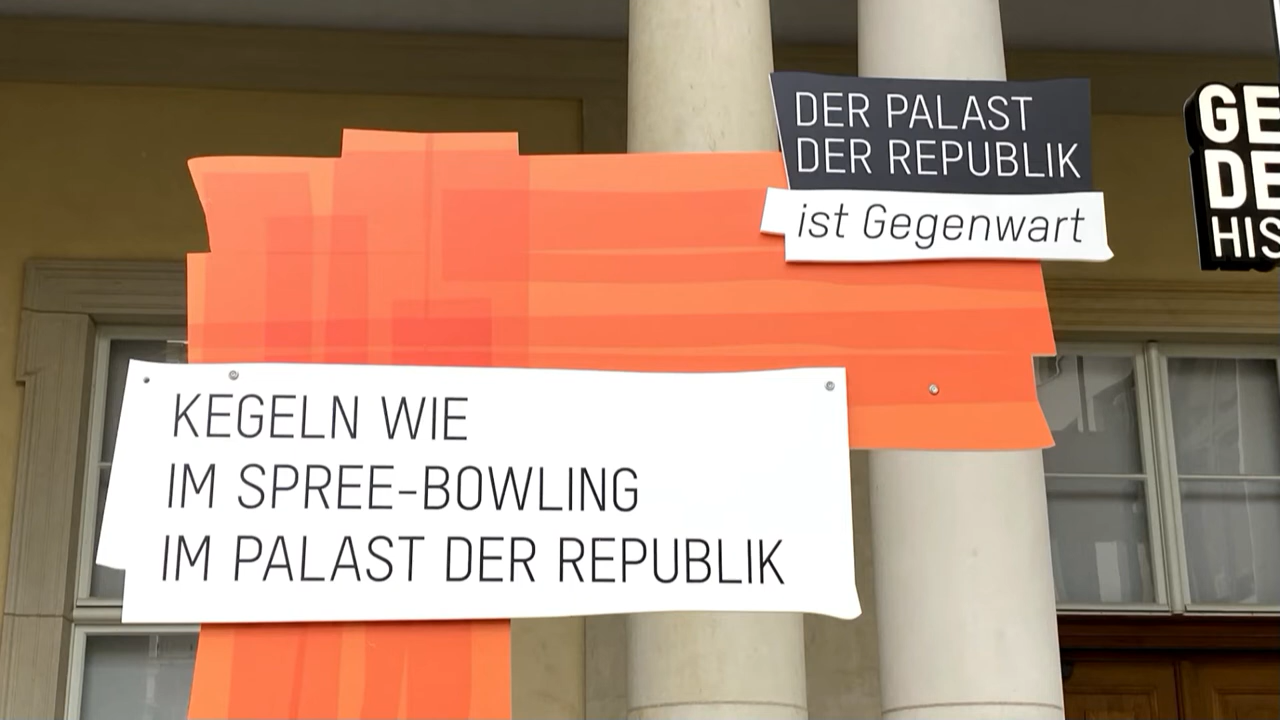 DER PALAST
DER REPUBLIK
ist Gegenwart
KEGELN WIE
IM SPREE-BOWLING
IM PALAST DER REPUBLIK